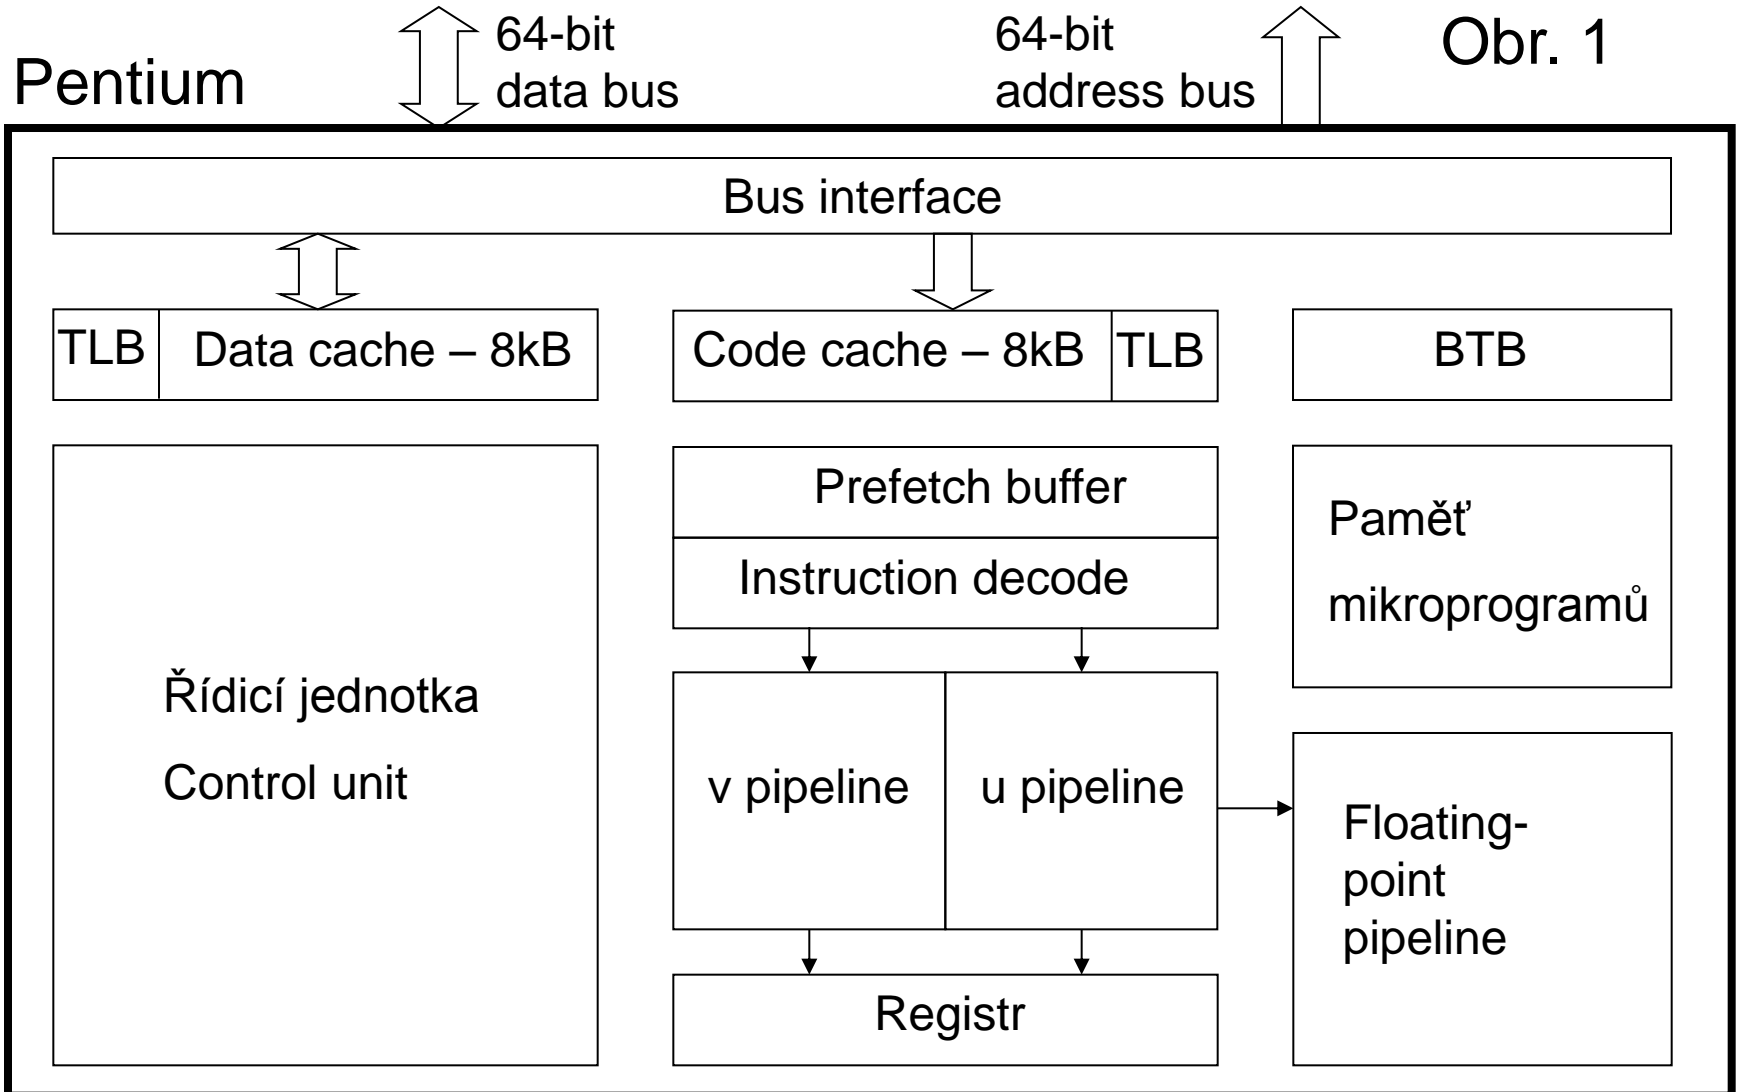 Pentium
64-bit
data bus
64-bit
address bus
Obr. 1
Bus interface
TLB
Data cache – 8kB
Code cache – 8kB
TLB
BTB
Řídicí jednotka
Control unit
Prefetch buffer
Instruction decode
v pipeline
u pipeline
Registr
Paměť
mikroprogramů
Floating-
point
pipeline